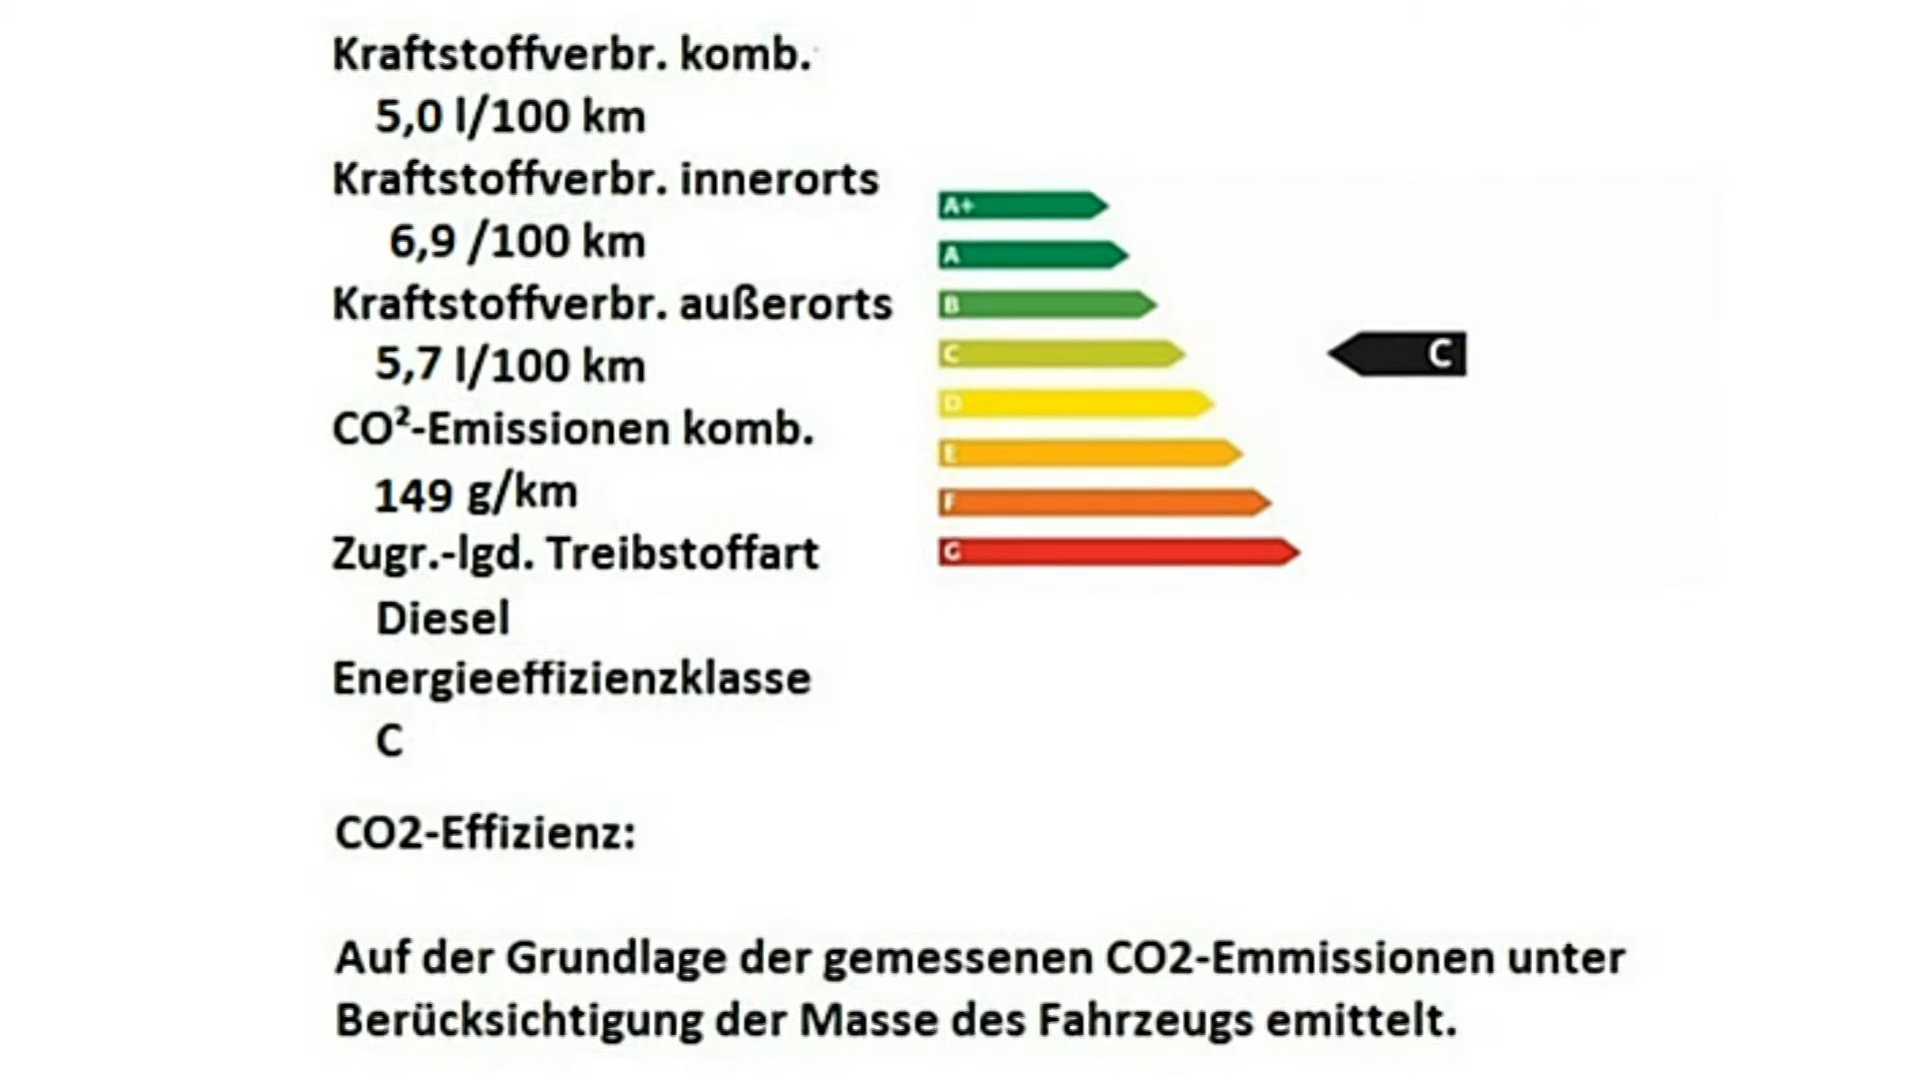 Kraftstoffverbr. komb.
5,0 l/100 km
Kraftstoffverbr. innerorts
6,9 /100 km
Kraftstoffverbr. außerorts
5,7 l/100 km
CO²-Emissionen komb.
149 g/km
Zugr.-lgd. Treibstoffart
Diesel
Energieeffizienzklasse
C
A+
A
B
C
D
E
F
G
C
CO2-Effizienz:
Auf der Grundlage der gemessenen CO2-Emmissionen unter
Berücksichtigung der Masse des Fahrzeugs emittelt.